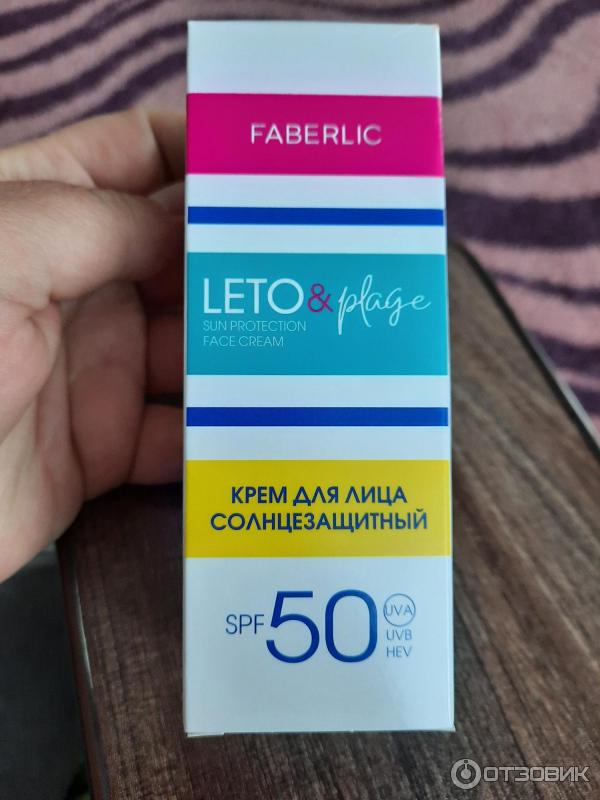 FABERLIC
LETO & plage
SUN PROTECTION
FACE CREAM
КРЕМ ДЛЯ ЛИЦА
СОЛНЦЕЗАЩИТНЫЙ
SPF 50
UVA
UVB
HEV
ОТЗОВИК